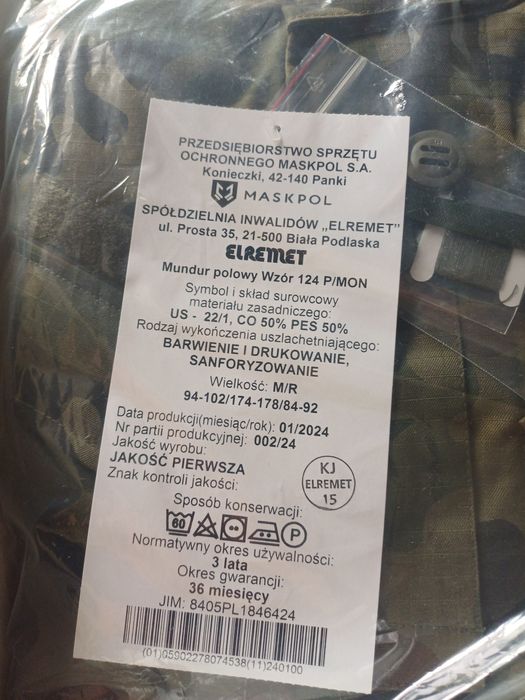 PRZEDSIĘBIORSTWO SPRZĘTU
OCHRONNEGO MASKPOL S.A.
Konieczki, 42-140 Panki
MASKPOL
SPÓŁDZIELNIA INWALIDÓW „ELREMET"
ul. Prosta 35, 21-500 Biała Podlaska
ELREMET
Mundur polowy Wzór 124 P/MON
Symbol i skład surowcowy
materiału zasadniczego:
US - 22/1, CO 50% PES 50%
Rodzaj wykończenia uszlachetniającego:
BARWIENIE I DRUKOWANIE,
SANFORYZOWANIE
Wielkość: M/R
94-102/174-178/84-92
Data produkcji(miesiąc/rok): 01/2024
Nr partii produkcyjnej: 002/24
Jakość wyrobu:
JAKOŚĆ PIERWSZA
Znak kontroli jakości:
KJ
ELREMET
15
Sposób konserwacji:
60 P
Normatywny okres używalności:
3 lata
Okres gwarancji:
36 miesięcy
JIM: 8405PL1846424
(01)05902278074538(11)240100